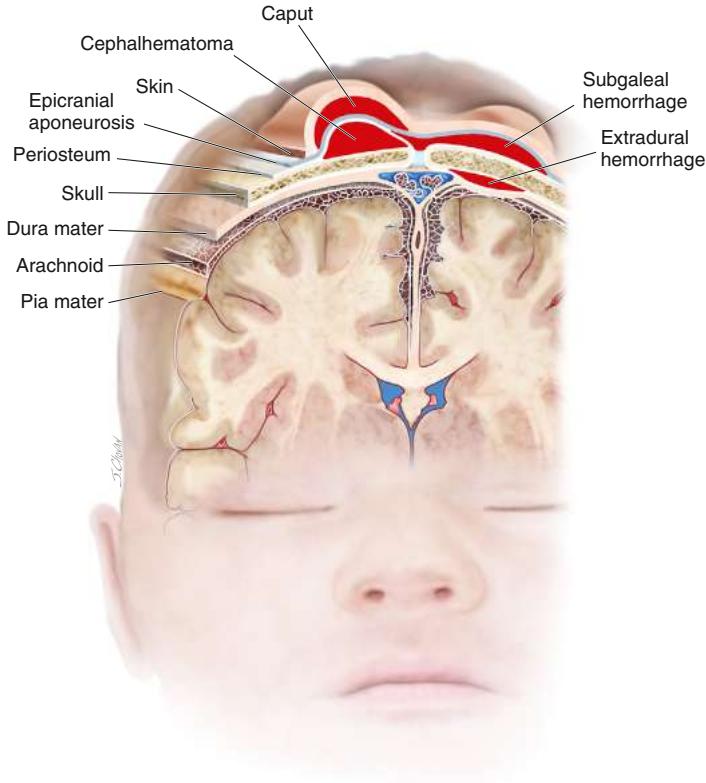 Caput
Cephalhematoma
Skin
Epicranial
aponeurosis
Periosteum
Skull
Dura mater
Arachnoid
Pia mater
Subgaleal
hemorrhage
Extradural
hemorrhage